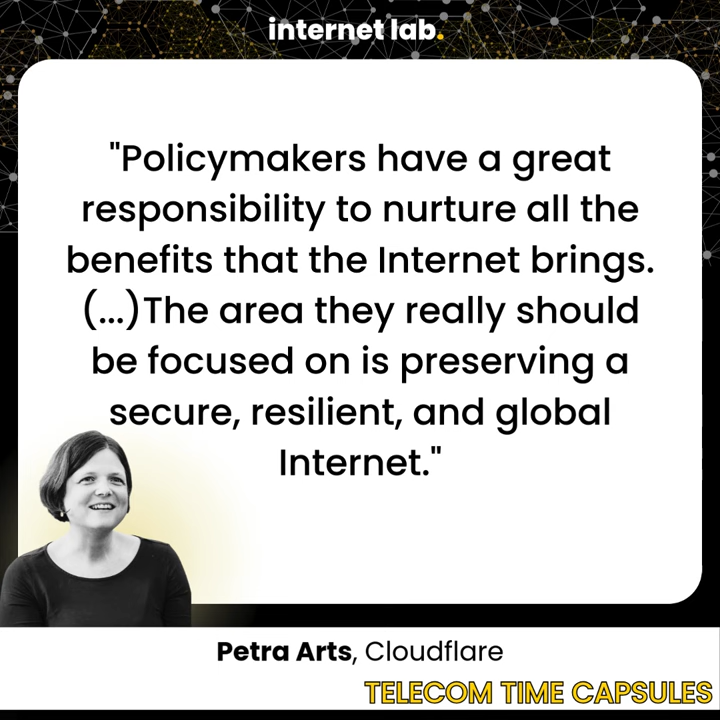 internet lab.
"Policymakers have a great
responsibility to nurture all the
benefits that the Internet brings.
(...)The area they really should
be focused on is preserving a
secure, resilient, and global
Internet."
Petra Arts, Cloudflare
TELECOM TIME CAPSULES